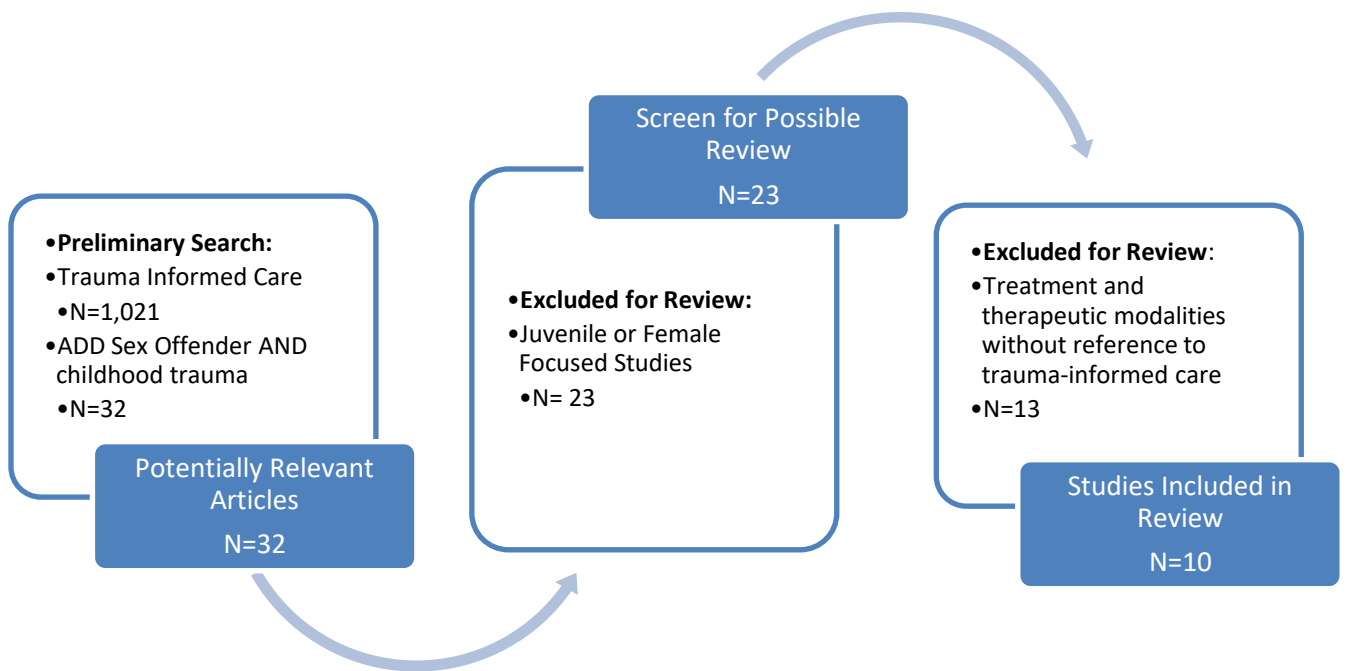 •Preliminary Search:
•Trauma Informed Care
•N=1,021
•ADD Sex Offender AND
childhood trauma
•N=32
Potentially Relevant
Articles
N=32
Screen for Possible
Review
N=23
•Excluded for Review:
•Juvenile or Female
Focused Studies
•N= 23
•Excluded for Review:
•Treatment and
therapeutic modalities
without reference to
trauma-informed care
•N=13
Studies Included in
Review
N=10